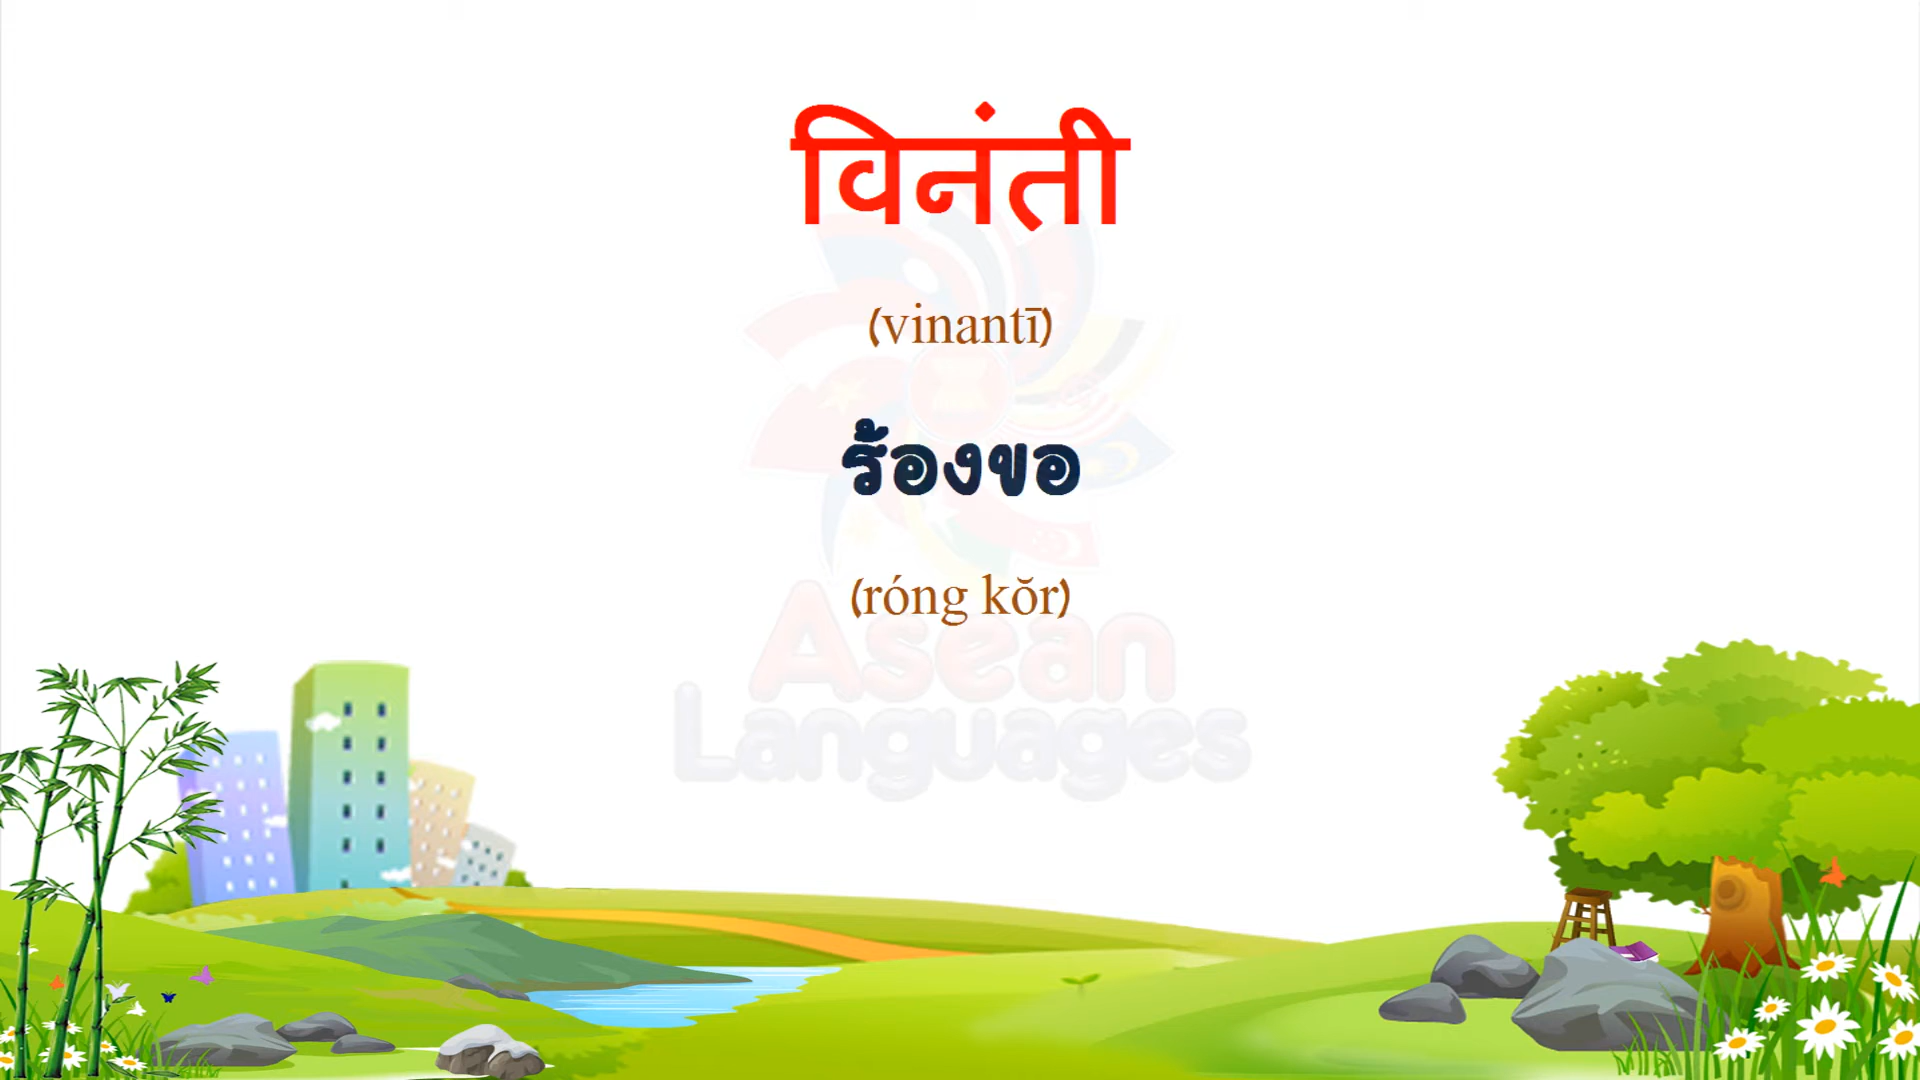 विनंती
(vinantī)
ร้องขอ
(róng kŏr)
Asean
Languages